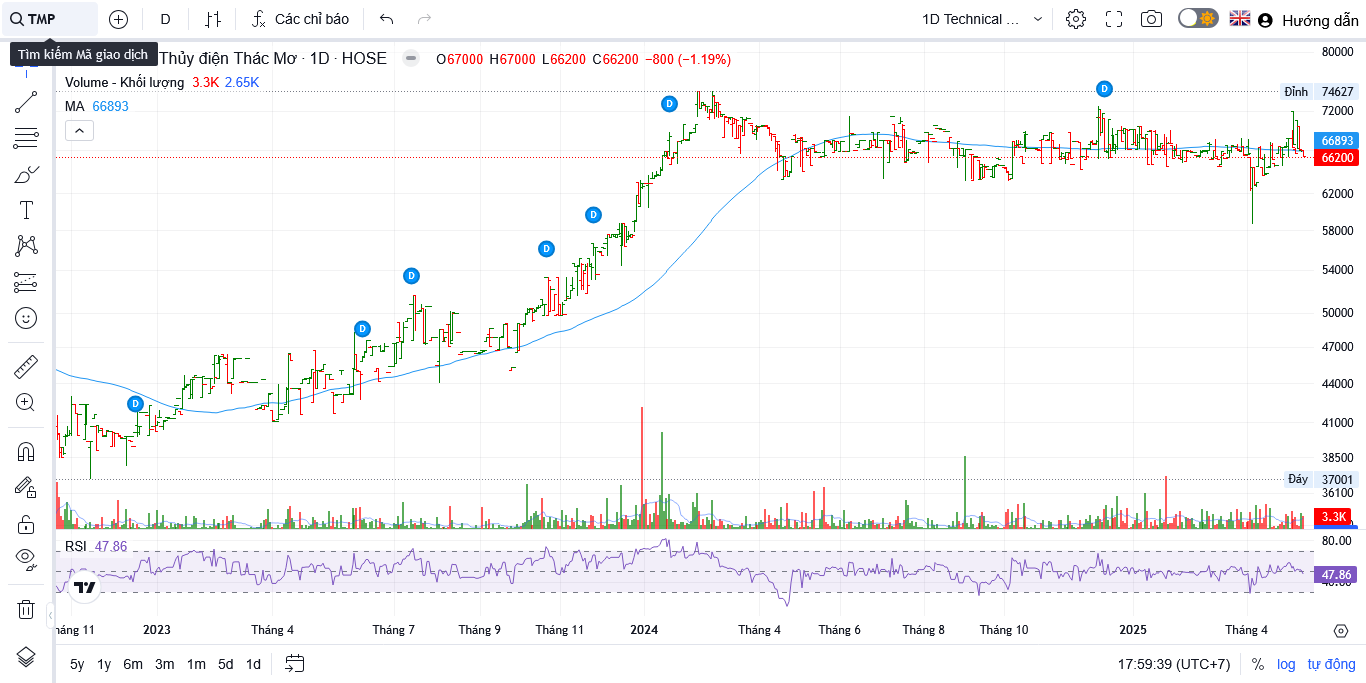 TMP
D
Các chỉ báo
1D Technical ...
Hướng dẫn
Tìm kiếm Mã giao dịch
Thủy điện Thác Mơ · 1D · HOSE
O67000 H67000 L66200 C66200 −800 (−1.19%)
Volume - Khối lượng 3.3K 2.65K
MA 66893
80000
Đỉnh 74627
72000
66893
66200
62000
58000
54000
50000
47000
44000
41000
38500
Đáy 37001
36100
3.3K
D
D
D
D
D
D
D
RSI 47.86
80.00
47.86
40.00
háng 11 2023 Tháng 4 Tháng 7 Tháng 9 Tháng 11 2024 Tháng 4 Tháng 6 Tháng 8 Tháng 10 2025 Tháng 4
5y 1y 6m 3m 1m 5d 1d
17:59:39 (UTC+7) % log tự động